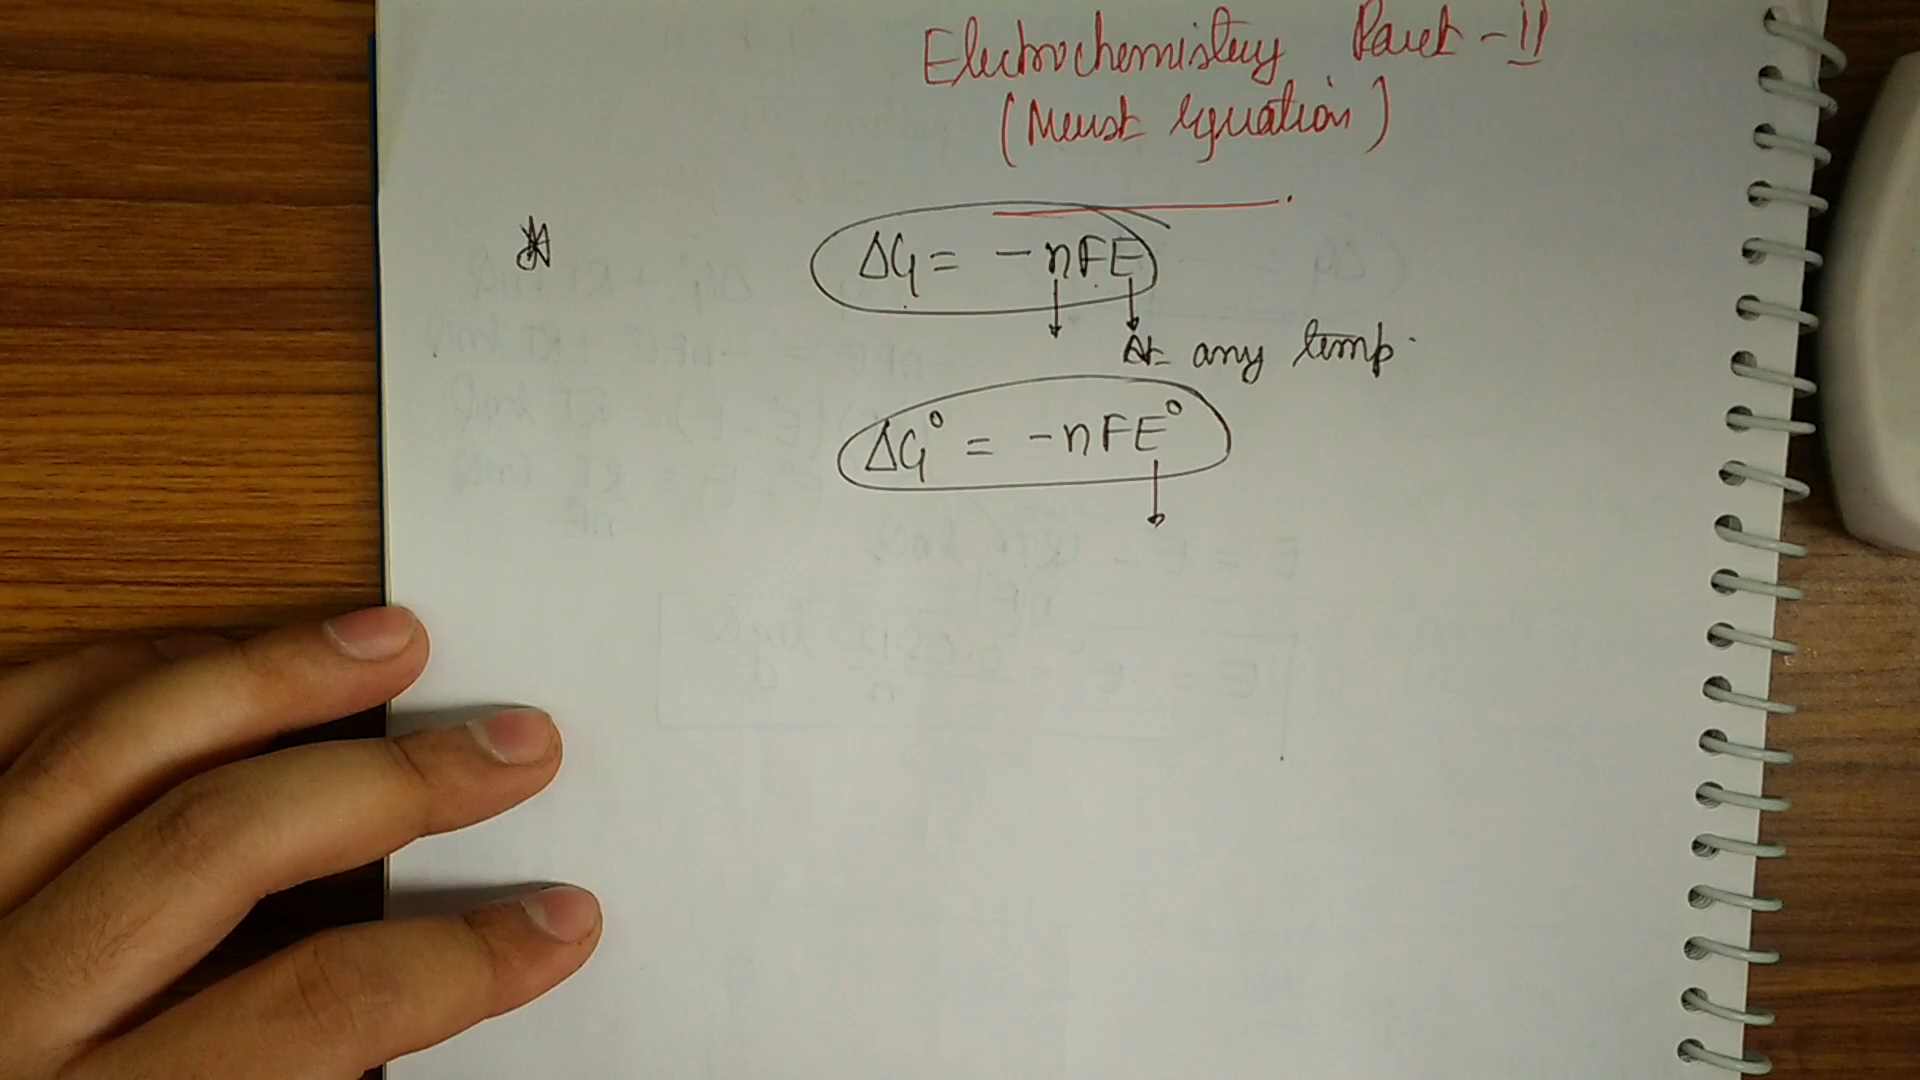 Electrochemistry Part - II
(Nernst equation)
ΔG = - nFE
At any temp.
ΔG° = - nFE°